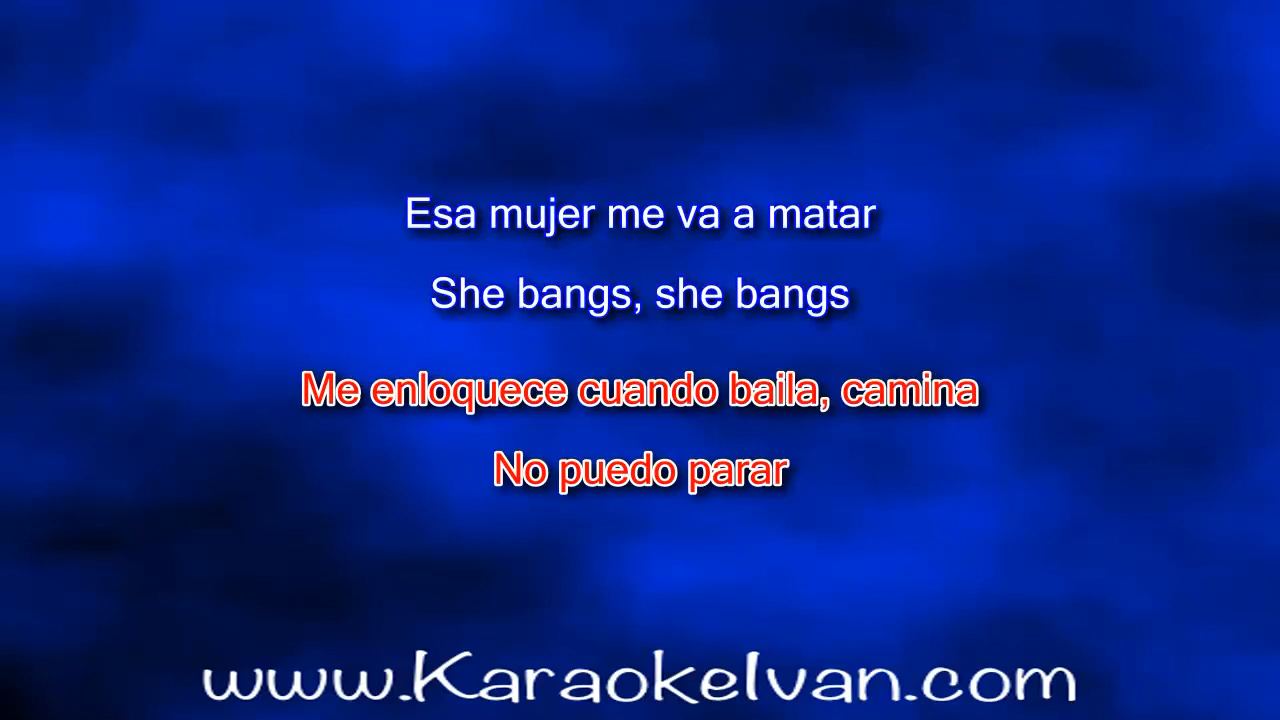 Esa mujer me va a matar
She bangs, she bangs
Me enloquece cuando baila, camina
No puedo parar
www.KaraokeIvan.com